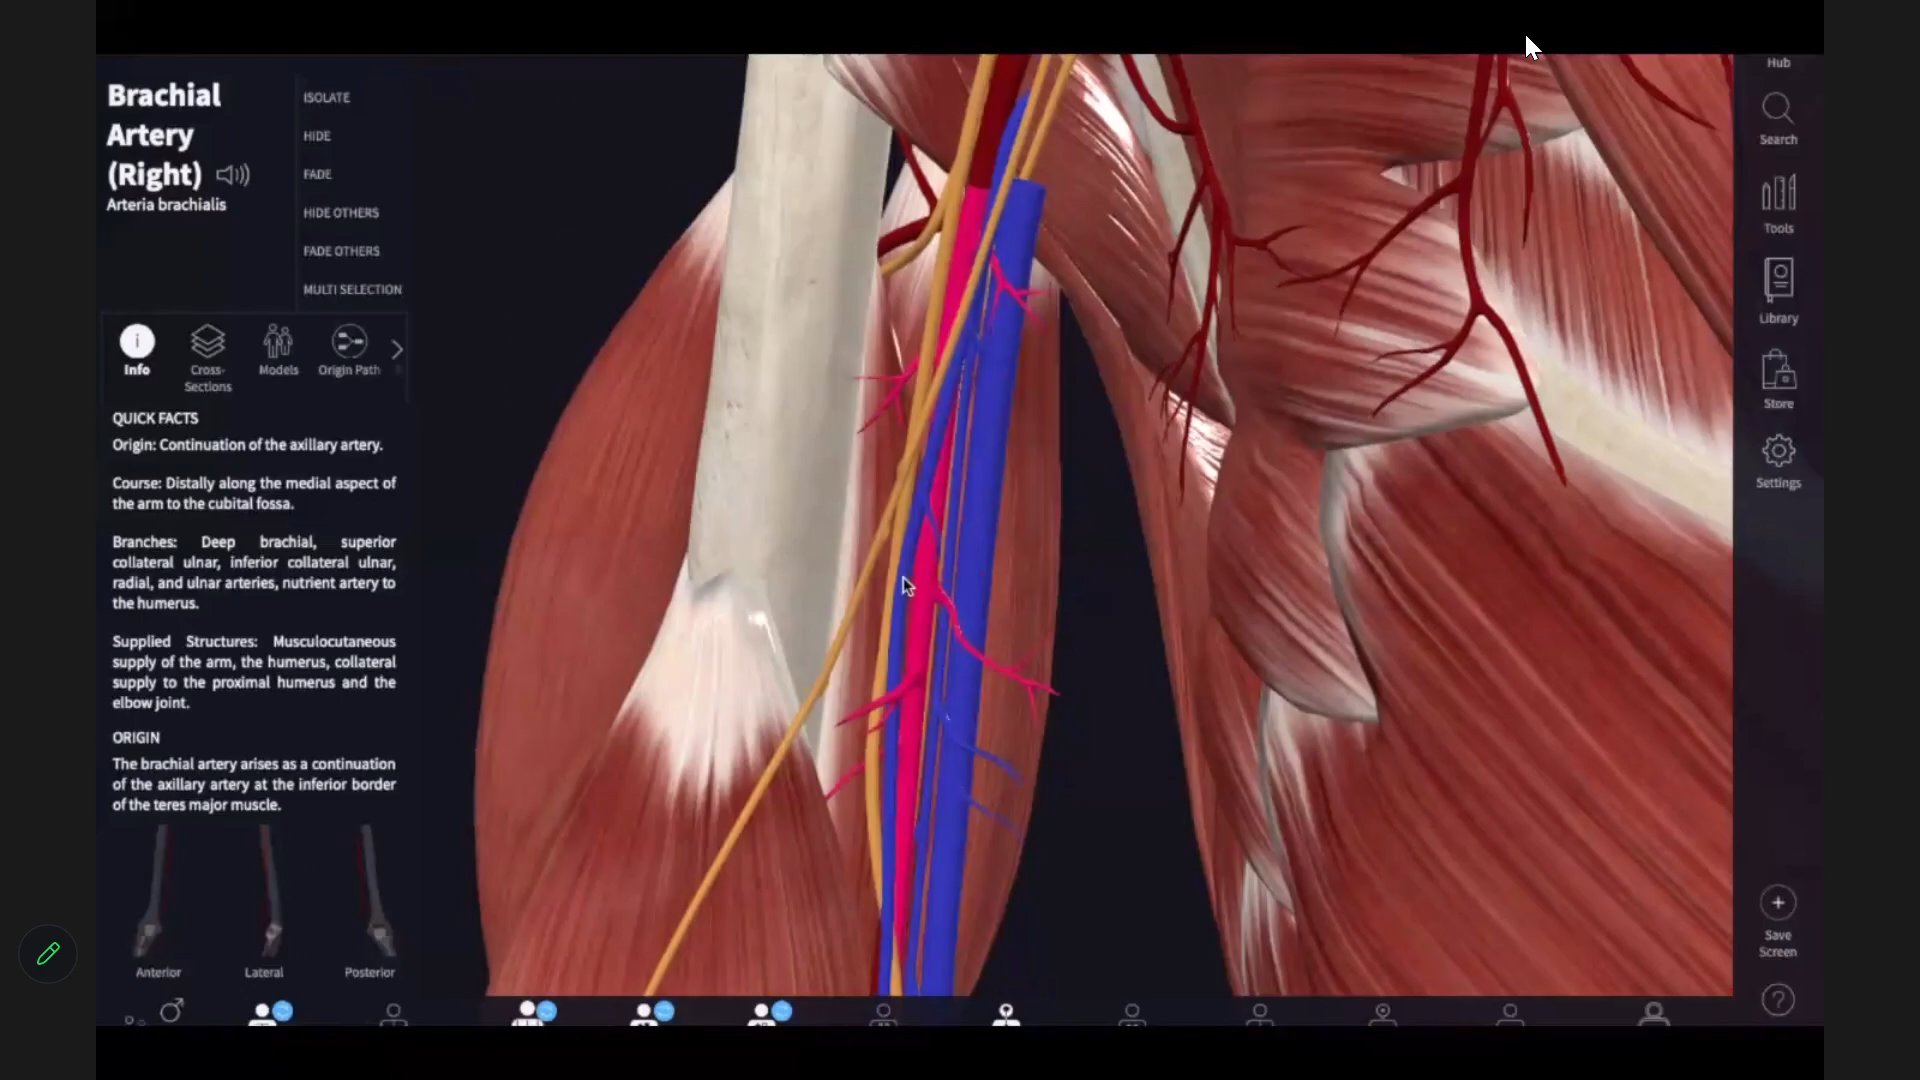 Brachial
Artery
(Right)
Arteria brachialis
ISOLATE
HIDE
FADE
HIDE OTHERS
FADE OTHERS
MULTI SELECTION
Info
Cross-
Sections
Models
Origin Path
QUICK FACTS
Origin: Continuation of the axillary artery.
Course: Distally along the medial aspect of
the arm to the cubital fossa.
Branches: Deep brachial, superior
collateral ulnar, inferior collateral ulnar,
radial, and ulnar arteries, nutrient artery to
the humerus.
Supplied Structures: Musculocutaneous
supply of the arm, the humerus, collateral
supply to the proximal humerus and the
elbow joint.
ORIGIN
The brachial artery arises as a continuation
of the axillary artery at the inferior border
of the teres major muscle.
Anterior
Lateral
Posterior
Hub
Search
Tools
Library
Store
Settings
Save
Screen